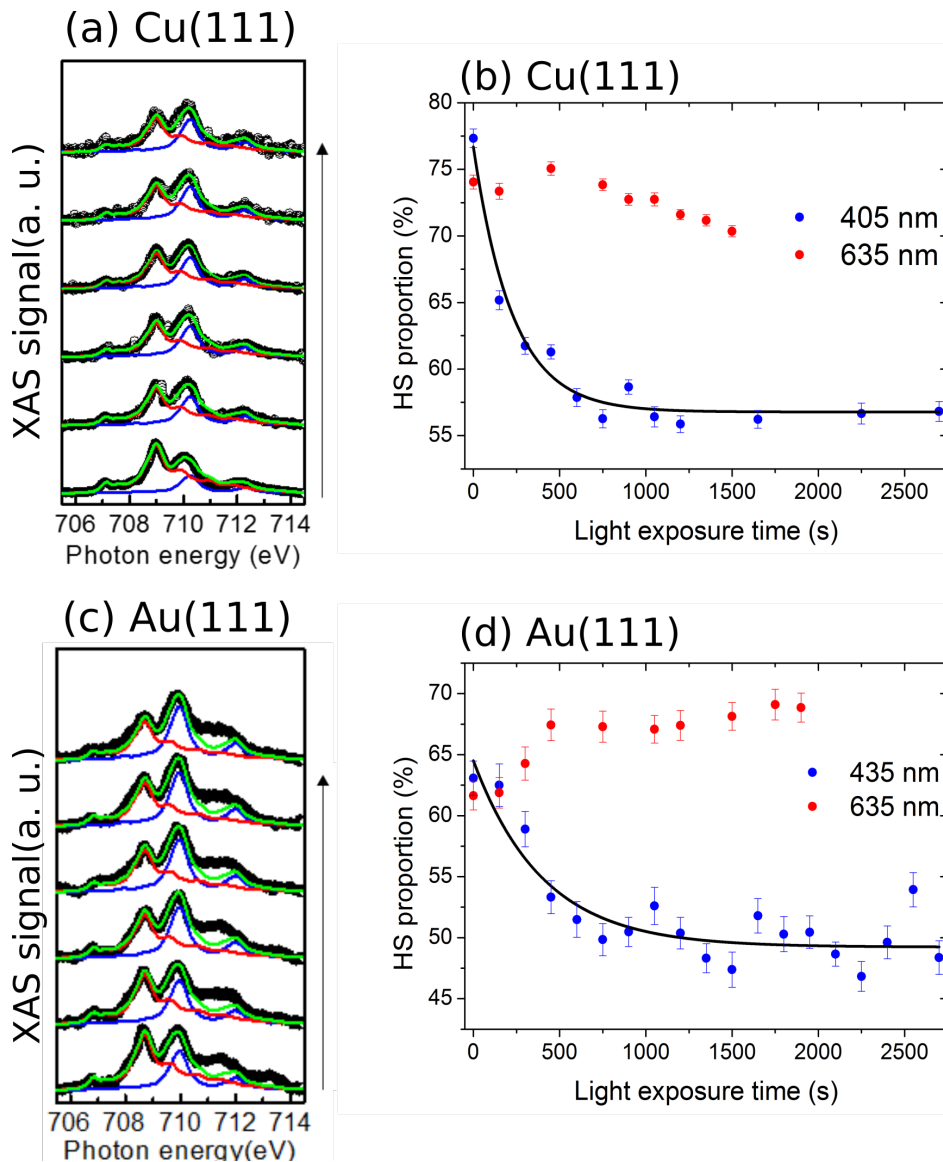 (a) Cu(111)
XAS signal(a. u.)
706 708 710 712 714
Photon energy (eV)
(b) Cu(111)
HS proportion (%)
80
75
70
65
60
55
405 nm
635 nm
0 500 1000 1500 2000 2500
Light exposure time (s)
(c) Au(111)
XAS signal(a. u.)
706 708 710 712 714
Photon energy(eV)
(d) Au(111)
HS proportion (%)
70
65
60
55
50
45
435 nm
635 nm
0 500 1000 1500 2000 2500
Light exposure time (s)